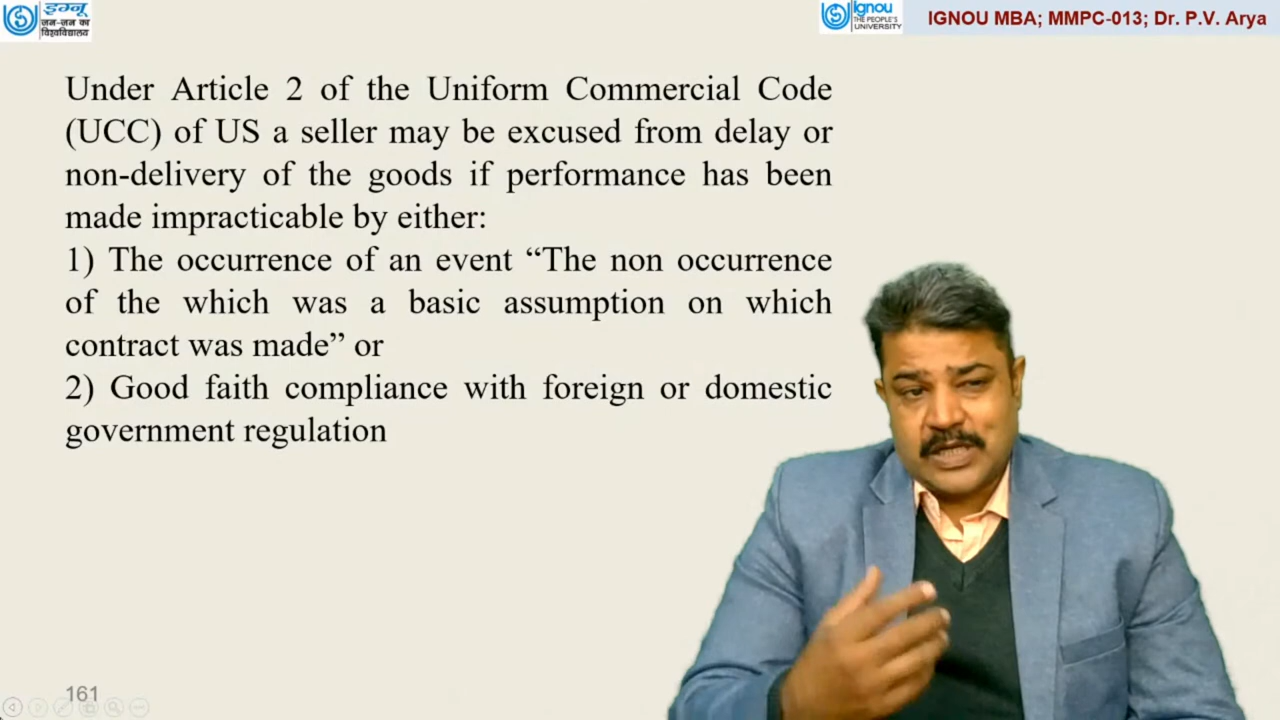 इग्नू
जन-जन का
विश्वविद्यालय
ignou
THE PEOPLE'S
UNIVERSITY
IGNOU MBA; MMPC-013; Dr. P.V. Arya
Under Article 2 of the Uniform Commercial Code
(UCC) of US a seller may be excused from delay or
non-delivery of the goods if performance has been
made impracticable by either:
1) The occurrence of an event “The non occurrence
of the which was a basic assumption on which
contract was made” or
2) Good faith compliance with foreign or domestic
government regulation
161